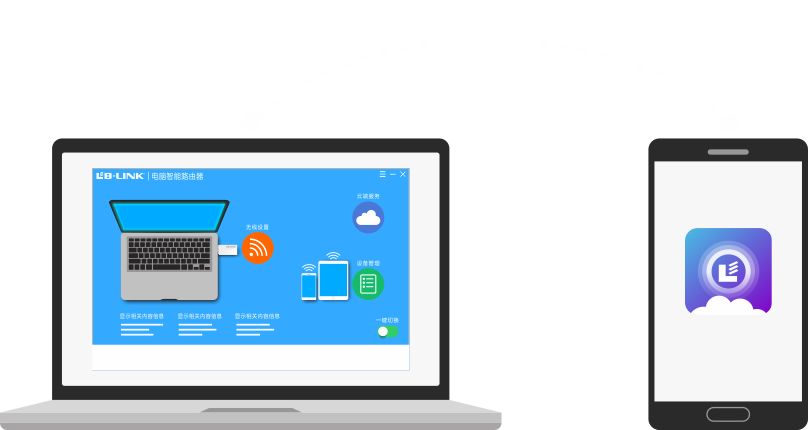 LB-LINK 电脑智能路由器
云端服务
无线设置
设备管理
显示相关内容信息 显示相关内容信息 显示相关内容信息
一键切换